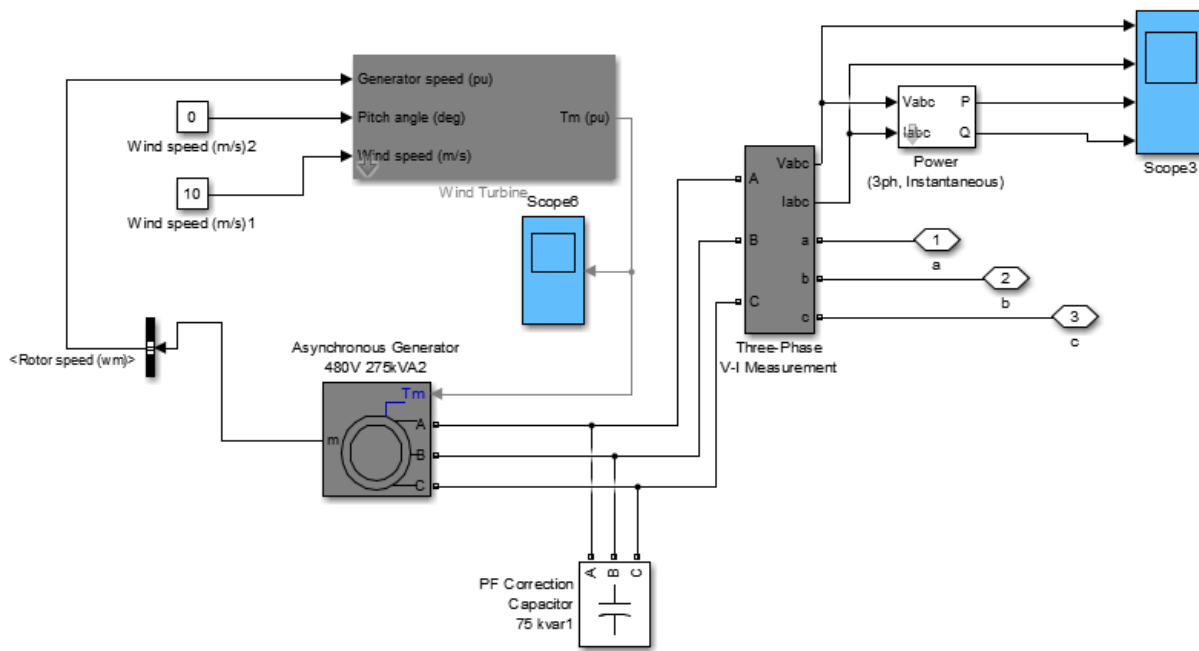 Generator speed (pu)
Pitch angle (deg)
Wind speed (m/s)
Tm (pu)
Wind Turbine
0
Wind speed (m/s)2
10
Wind speed (m/s)1
Scope6
<Rotor speed (wm)>
Asynchronous Generator
480V 275kVA2
Tm
m
A
B
C
A
B
C
PF Correction
Capacitor
75 kvar1
A
B
C
Vabc
Iabc
a
b
c
Three-Phase
V-I Measurement
Vabc
Iabc
P
Q
Power
(3ph, Instantaneous)
Scope3
1
a
2
b
3
c